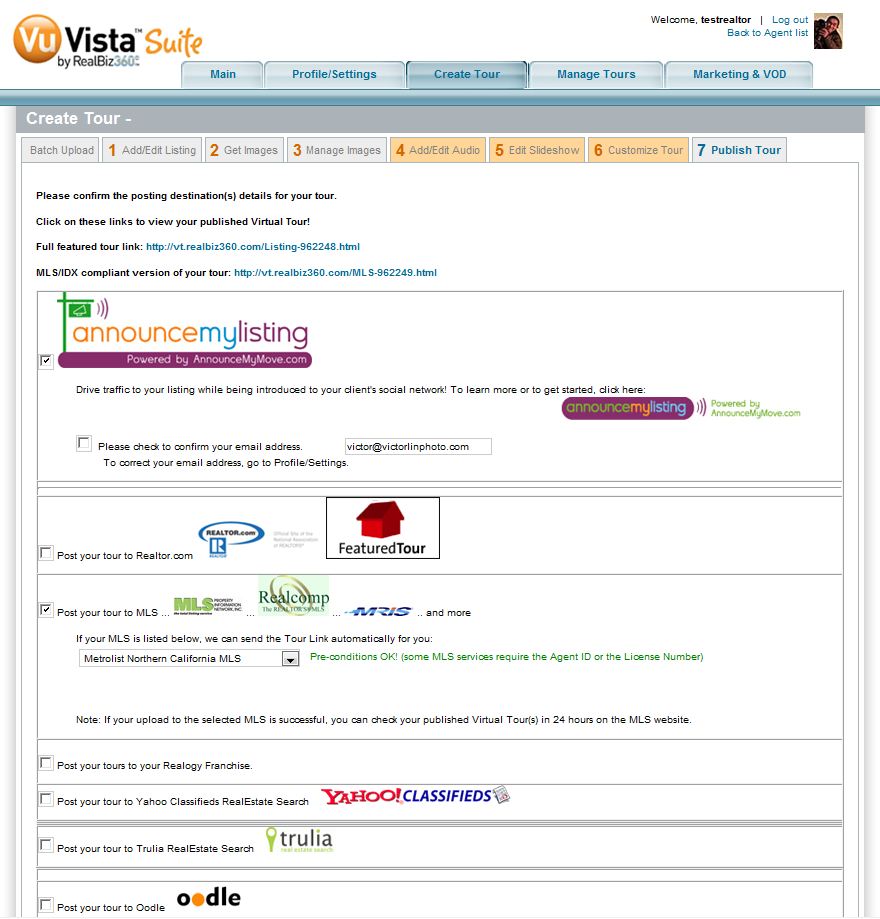 Vu Vista™ Suite
by RealBiz360
Welcome, testrealtor | Log out
Back to Agent list
Main Profile/Settings Create Tour Manage Tours Marketing & VOD
Create Tour -
Batch Upload 1 Add/Edit Listing 2 Get Images 3 Manage Images 4 Add/Edit Audio 5 Edit Slideshow 6 Customize Tour 7 Publish Tour
Please confirm the posting destination(s) details for your tour.
Click on these links to view your published Virtual Tour!
Full featured tour link: http://vt.realbiz360.com/Listing-962248.html
MLS/IDX compliant version of your tour: http://vt.realbiz360.com/MLS-962249.html
announcemylisting
Powered by AnnounceMyMove.com
Drive traffic to your listing while being introduced to your client's social network! To learn more or to get started, click here:
announcemylisting Powered by
AnnounceMyMove.com
Please check to confirm your email address. victor@victorlinphoto.com
To correct your email address, go to Profile/Settings.
Post your tour to Realtor.com REALTOR.com REALTOR Official Site of the
National Association
of REALTORS®
FeaturedTour
Post your tour to MLS ... MLS PROPERTY
INFORMATION
NETWORK, INC.
... Realcomp
The REALTOR'S MLS
... MRIS .. and more
If your MLS is listed below, we can send the Tour Link automatically for you:
Metrolist Northern California MLS Pre-conditions OK! (some MLS services require the Agent ID or the License Number)
Note: If your upload to the selected MLS is successful, you can check your published Virtual Tour(s) in 24 hours on the MLS website.
Post your tours to your Realogy Franchise.
Post your tour to Yahoo Classifieds RealEstate Search YAHOO! CLASSIFIEDS
Post your tour to Trulia RealEstate Search trulia
real estate search
Post your tour to Oodle oodle